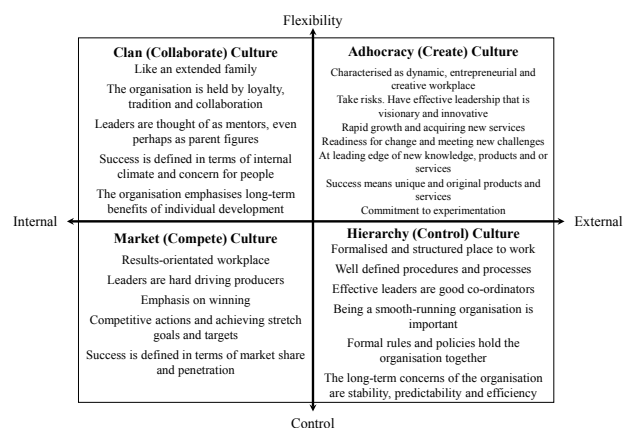 Flexibility
Clan (Collaborate) Culture
Like an extended family
The organisation is held by loyalty,
tradition and collaboration
Leaders are thought of as mentors, even
perhaps as parent figures
Success is defined in terms of internal
climate and concern for people
The organisation emphasises long-term
benefits of individual development
Adhocracy (Create) Culture
Characterised as dynamic, entrepreneurial and
creative workplace
Take risks. Have effective leadership that is
visionary and innovative
Rapid growth and acquiring new services
Readiness for change and meeting new challenges
At leading edge of new knowledge, products and or
services
Success means unique and original products and
services
Commitment to experimentation
Internal
External
Market (Compete) Culture
Results-orientated workplace
Leaders are hard driving producers
Emphasis on winning
Competitive actions and achieving stretch
goals and targets
Success is defined in terms of market share
and penetration
Hierarchy (Control) Culture
Formalised and structured place to work
Well defined procedures and processes
Effective leaders are good co-ordinators
Being a smooth-running organisation is
important
Formal rules and policies hold the
organisation together
The long-term concerns of the organisation
are stability, predictability and efficiency
Control